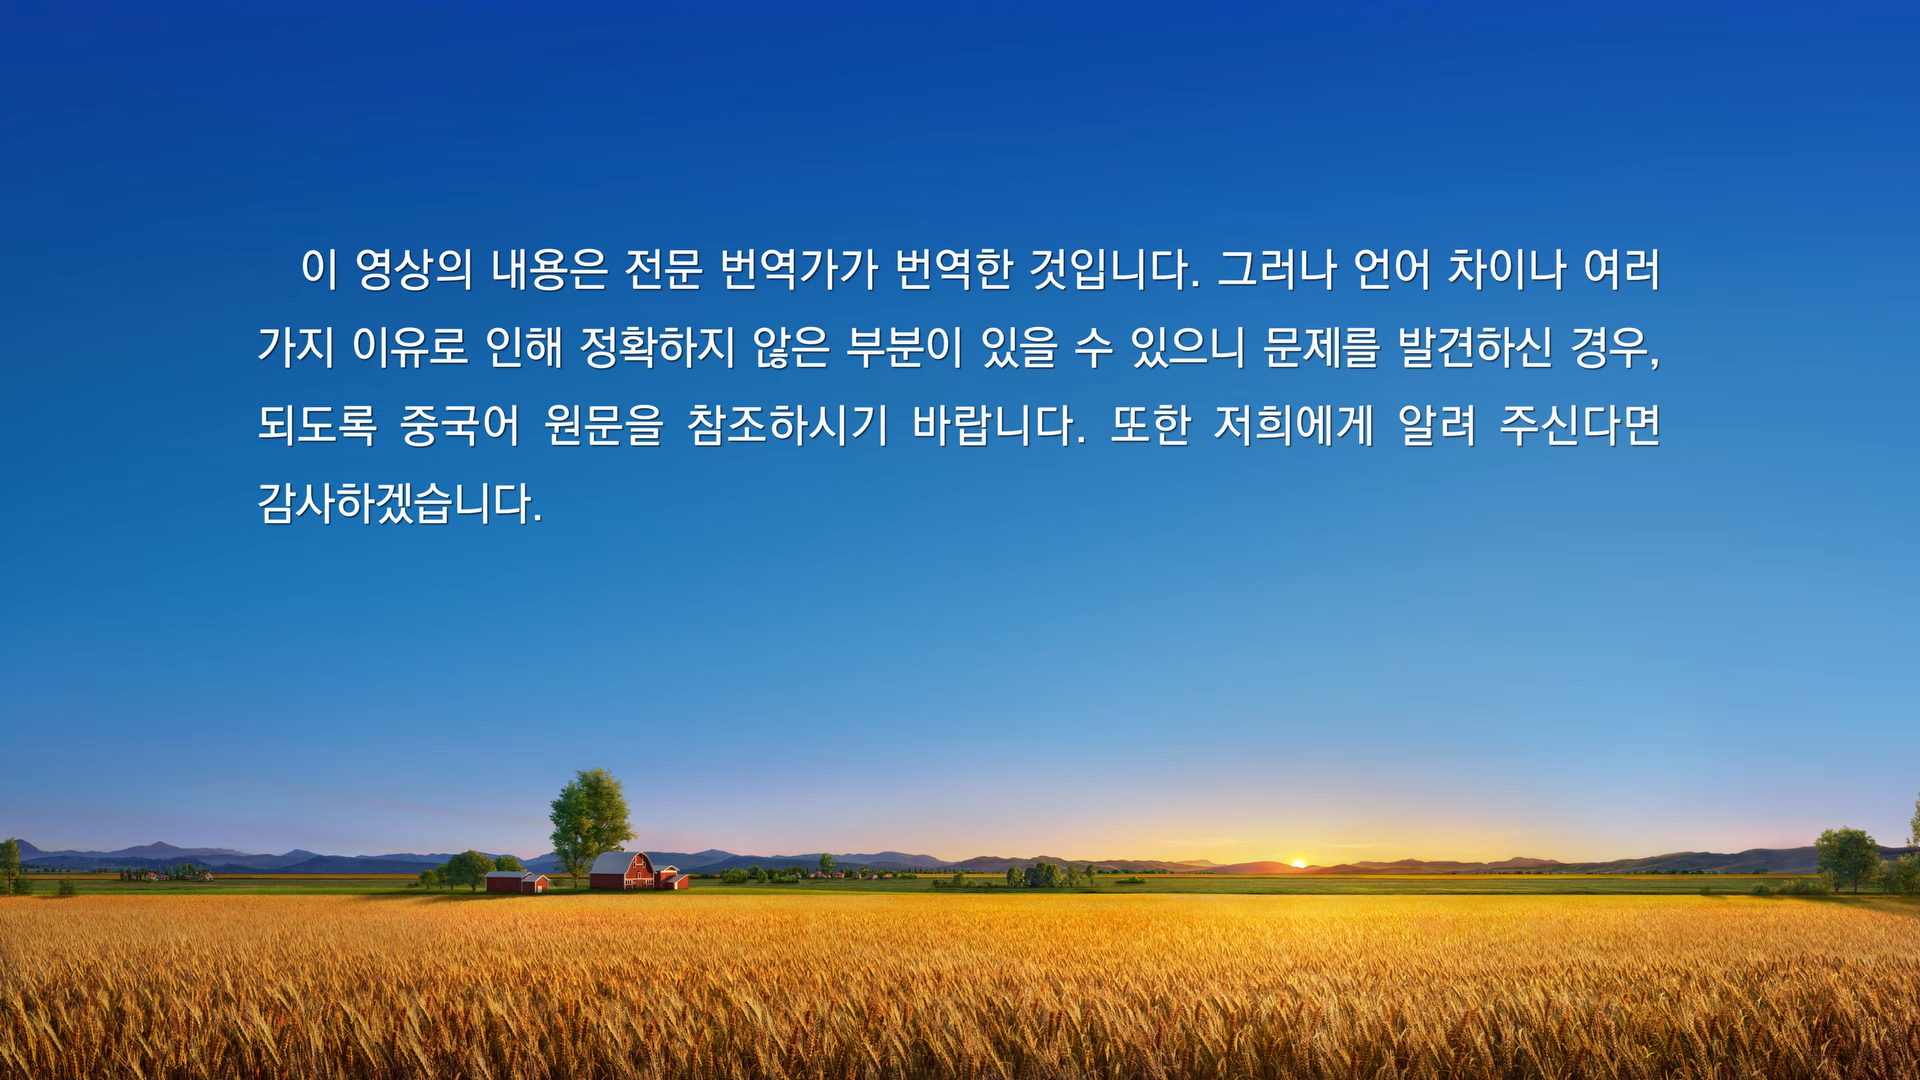 이 영상의 내용은 전문 번역가가 번역한 것입니다. 그러나 언어 차이나 여러
가지 이유로 인해 정확하지 않은 부분이 있을 수 있으니 문제를 발견하신 경우,
되도록 중국어 원문을 참조하시기 바랍니다. 또한 저희에게 알려 주신다면
감사하겠습니다.